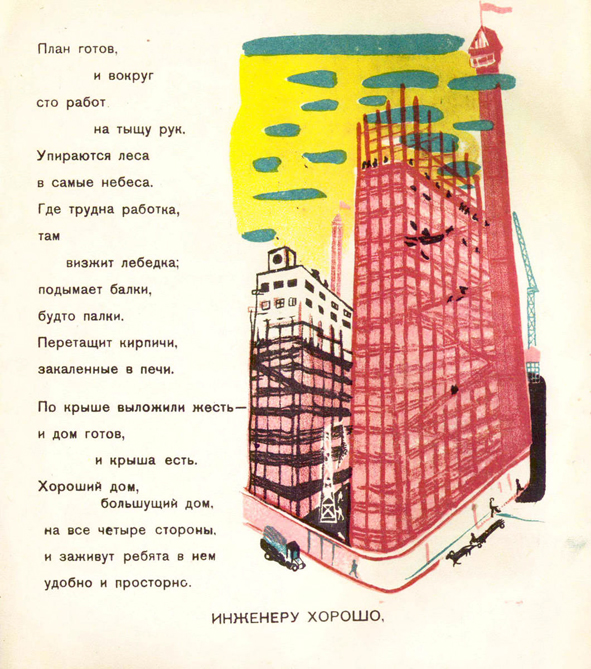 План готов,
и вокруг
сто работ
на тыщу рук.
Упираются леса
в самые небеса.
Где трудна работка,
там
визжит лебедка;
подымает балки,
будто палки.
Перетащит кирпичи,
закаленные в печи.
По крыше выложили жесть—
и дом готов,
и крыша есть.
Хороший дом,
большущий дом,
на все четыре стороны,
и заживут ребята в нем
удобно и просторно.
ИНЖЕНЕРУ ХОРОШО,